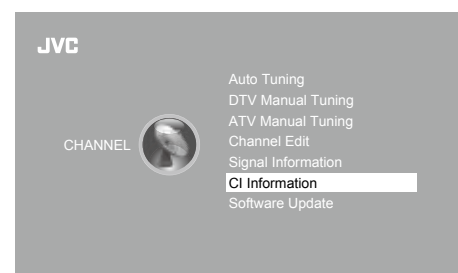 JVC
CHANNEL
Auto Tuning
DTV Manual Tuning
ATV Manual Tuning
Channel Edit
Signal Information
CI Information
Software Update